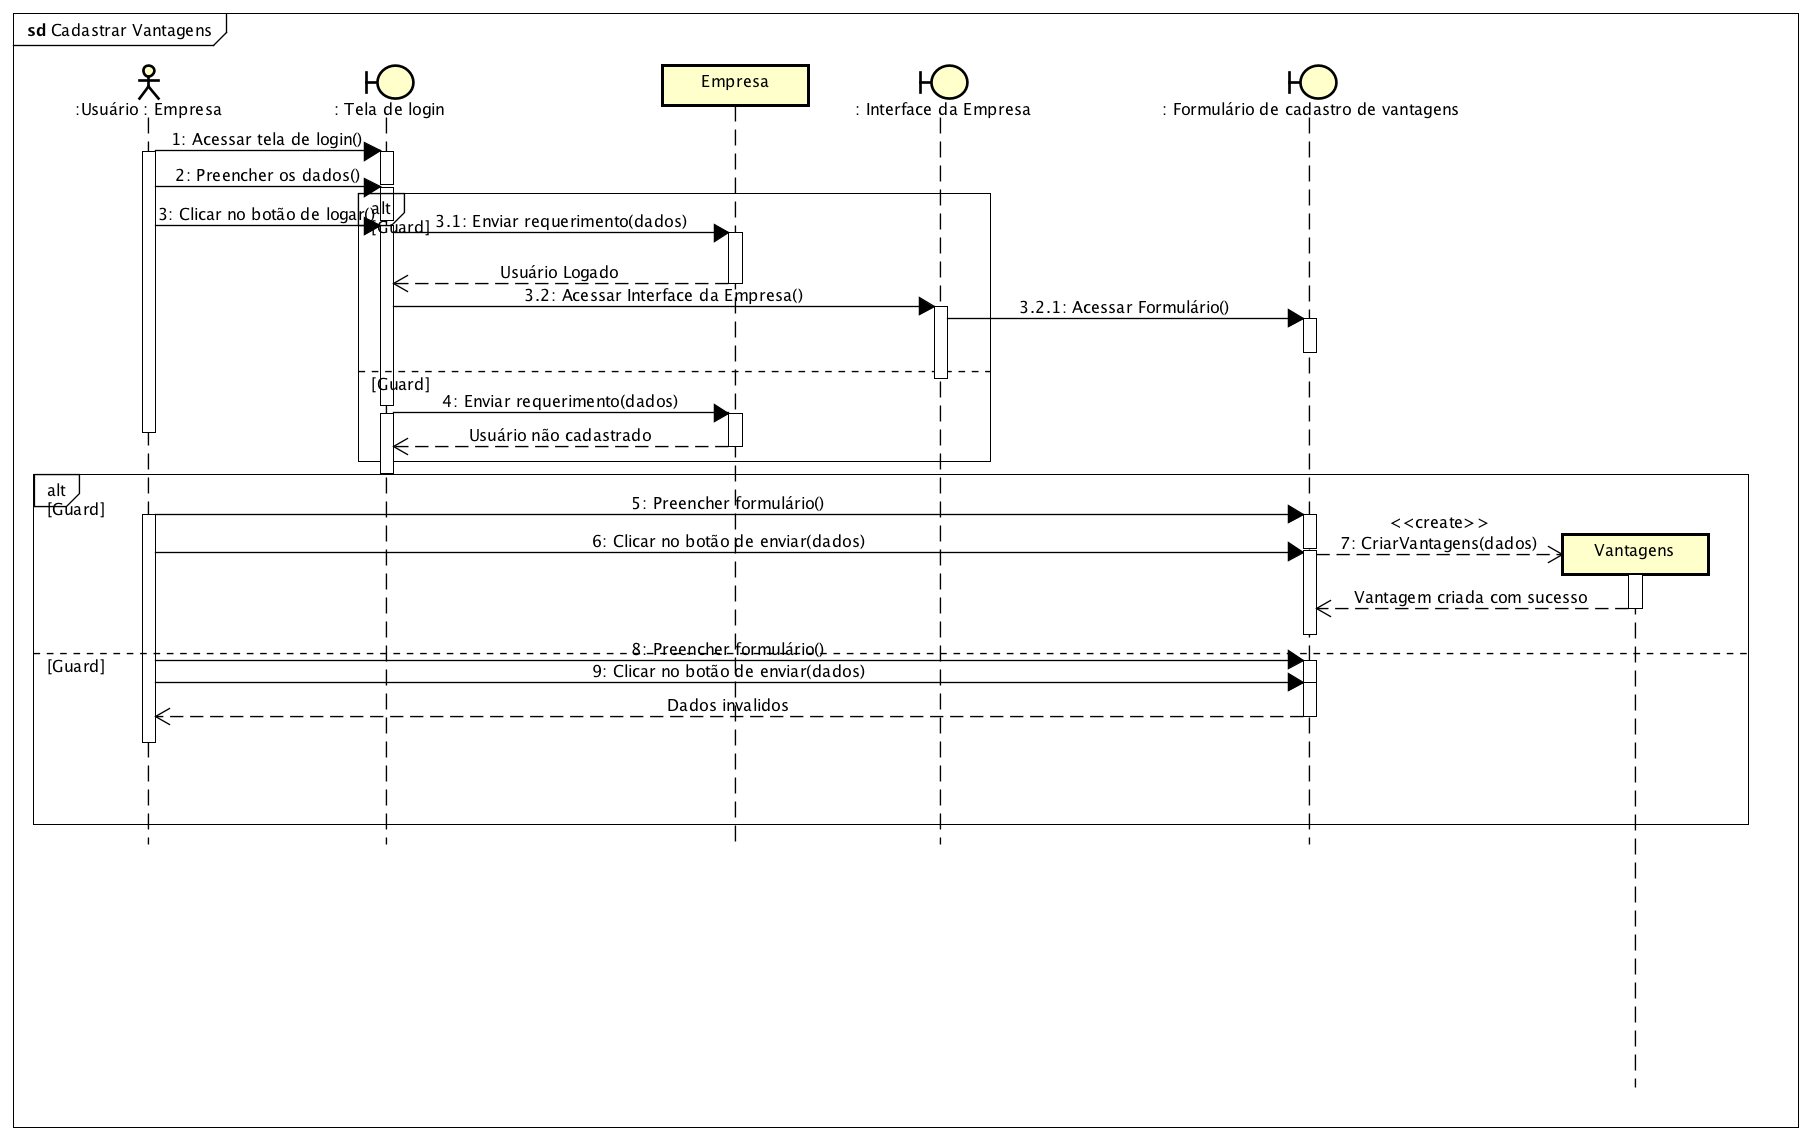 sd Cadastrar Vantagens
:Usuário : Empresa
: Tela de login
Empresa
: Interface da Empresa
: Formulário de cadastro de vantagens
1: Acessar tela de login()
2: Preencher os dados()
alt
3: Clicar no botão de logar()
[Guard]
3.1: Enviar requerimento(dados)
Usuário Logado
3.2: Acessar Interface da Empresa()
3.2.1: Acessar Formulário()
[Guard]
4: Enviar requerimento(dados)
Usuário não cadastrado
alt
[Guard]
5: Preencher formulário()
<<create>>
6: Clicar no botão de enviar(dados)
7: CriarVantagens(dados)
Vantagens
Vantagem criada com sucesso
8: Preencher formulário()
[Guard]
9: Clicar no botão de enviar(dados)
Dados invalidos